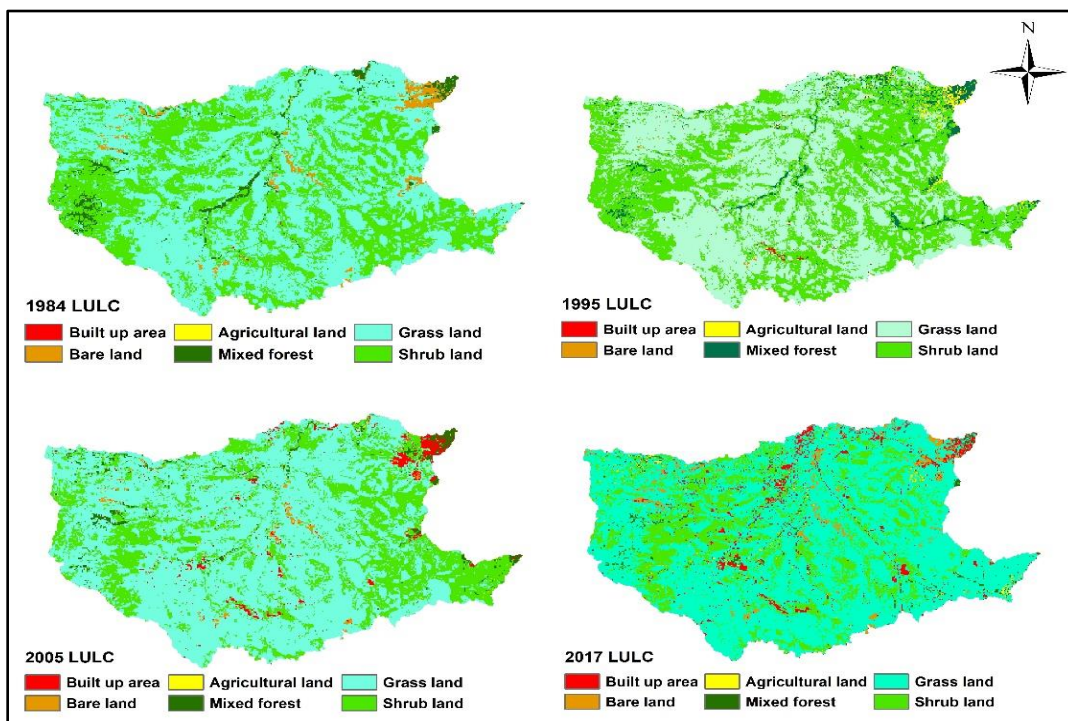 N
1984 LULC
Built up area Agricultural land Grass land
Bare land Mixed forest Shrub land
1995 LULC
Built up area Agricultural land Grass land
Bare land Mixed forest Shrub land
2005 LULC
Built up area Agricultural land Grass land
Bare land Mixed forest Shrub land
2017 LULC
Built up area Agricultural land Grass land
Bare land Mixed forest Shrub land